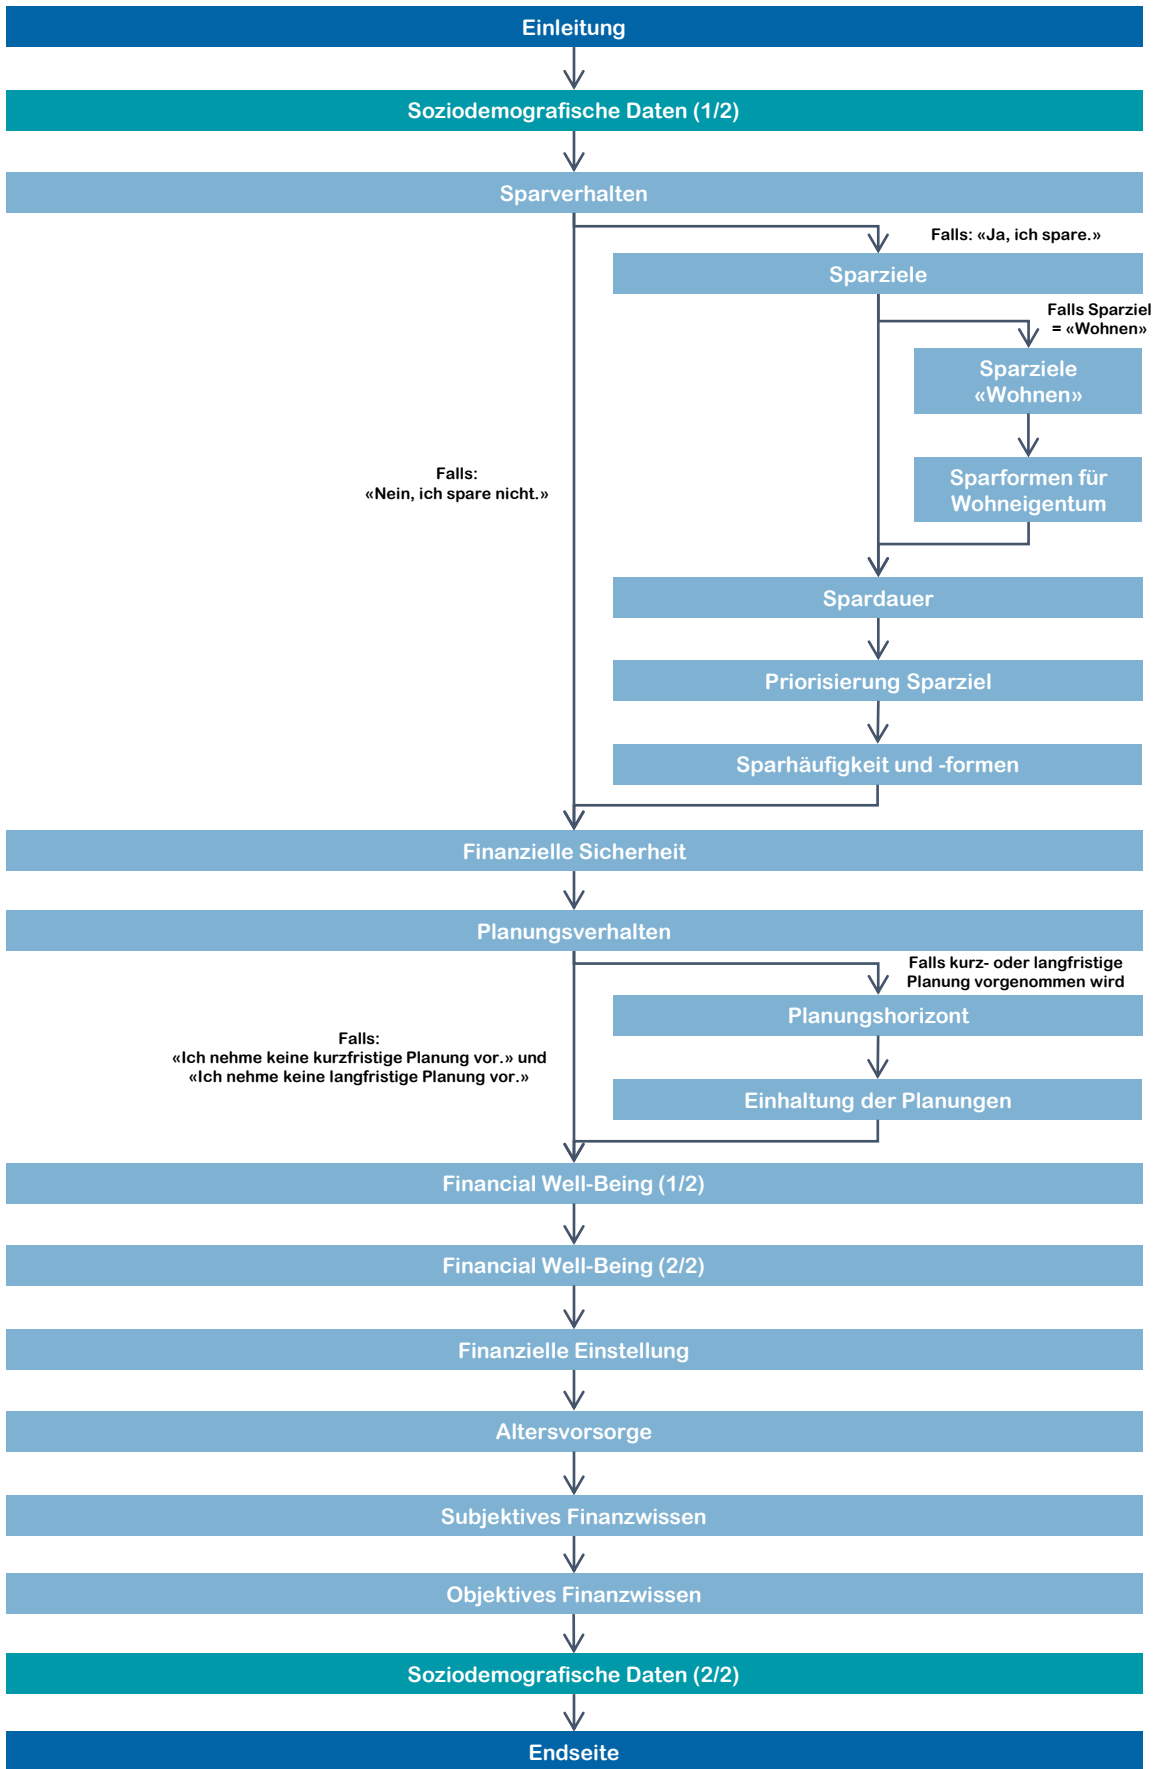 Einleitung
Soziodemografische Daten (1/2)
Sparverhalten
Falls: «Ja, ich spare.»
Sparziele
Falls Sparziel
= «Wohnen»
Sparziele
«Wohnen»
Falls:
«Nein, ich spare nicht.»
Sparformen für
Wohneigentum
Spardauer
Priorisierung Sparziel
Sparhäufigkeit und -formen
Finanzielle Sicherheit
Planungsverhalten
Falls kurz- oder langfristige
Planung vorgenommen wird
Planungshorizont
Falls:
«Ich nehme keine kurzfristige Planung vor.» und
«Ich nehme keine langfristige Planung vor.»
Einhaltung der Planungen
Financial Well-Being (1/2)
Financial Well-Being (2/2)
Finanzielle Einstellung
Altersvorsorge
Subjektives Finanzwissen
Objektives Finanzwissen
Soziodemografische Daten (2/2)
Endseite